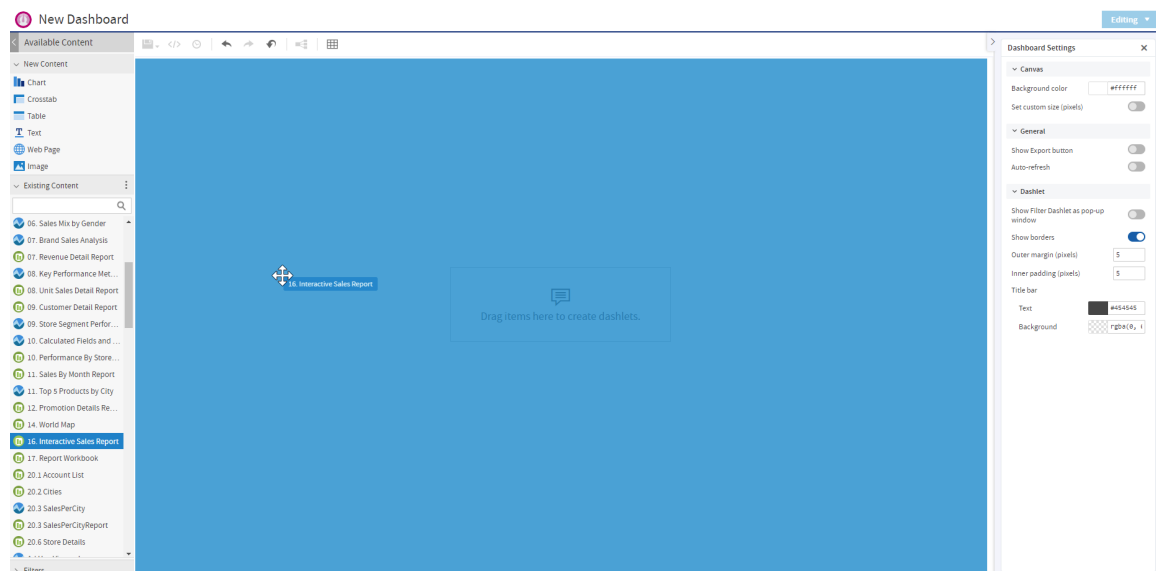 New Dashboard
Editing
Available Content
New Content
Chart
Crosstab
Table
Text
Web Page
Image
Existing Content
06. Sales Mix by Gender
07. Brand Sales Analysis
07. Revenue Detail Report
08. Key Performance Met...
08. Unit Sales Detail Report
09. Customer Detail Report
09. Store Segment Perfor...
10. Calculated Fields and ...
10. Performance By Store...
11. Sales By Month Report
11. Top 5 Products by City
12. Promotion Details Re...
14. World Map
16. Interactive Sales Report
17. Report Workbook
20.1 Account List
20.2 Cities
20.3 SalesPerCity
20.3 SalesPerCityReport
20.6 Store Details
Filters
16. Interactive Sales Report
Drag items here to create dashlets.
Dashboard Settings
Canvas
Background color #ffffff
Set custom size (pixels)
General
Show Export button
Auto-refresh
Dashlet
Show Filter Dashlet as pop-up
window
Show borders
Outer margin (pixels) 5
Inner padding (pixels) 5
Title bar
Text #454545
Background rgba(0,